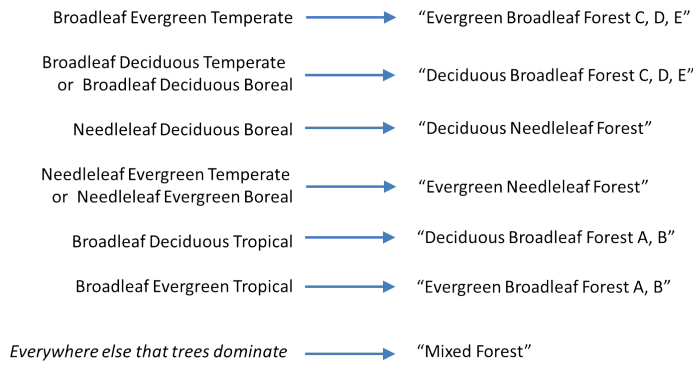 Broadleaf Evergreen Temperate “Evergreen Broadleaf Forest C, D, E”
Broadleaf Deciduous Temperate
or Broadleaf Deciduous Boreal “Deciduous Broadleaf Forest C, D, E”
Needleleaf Deciduous Boreal “Deciduous Needleleaf Forest”
Needleleaf Evergreen Temperate
or Needleleaf Evergreen Boreal “Evergreen Needleleaf Forest”
Broadleaf Deciduous Tropical “Deciduous Broadleaf Forest A, B”
Broadleaf Evergreen Tropical “Evergreen Broadleaf Forest A, B”
Everywhere else that trees dominate “Mixed Forest”